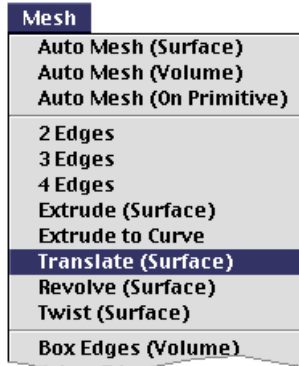 Mesh
Auto Mesh (Surface)
Auto Mesh (Volume)
Auto Mesh (On Primitive)
2 Edges
3 Edges
4 Edges
Extrude (Surface)
Extrude to Curve
Translate (Surface)
Revolve (Surface)
Twist (Surface)
Box Edges (Volume)